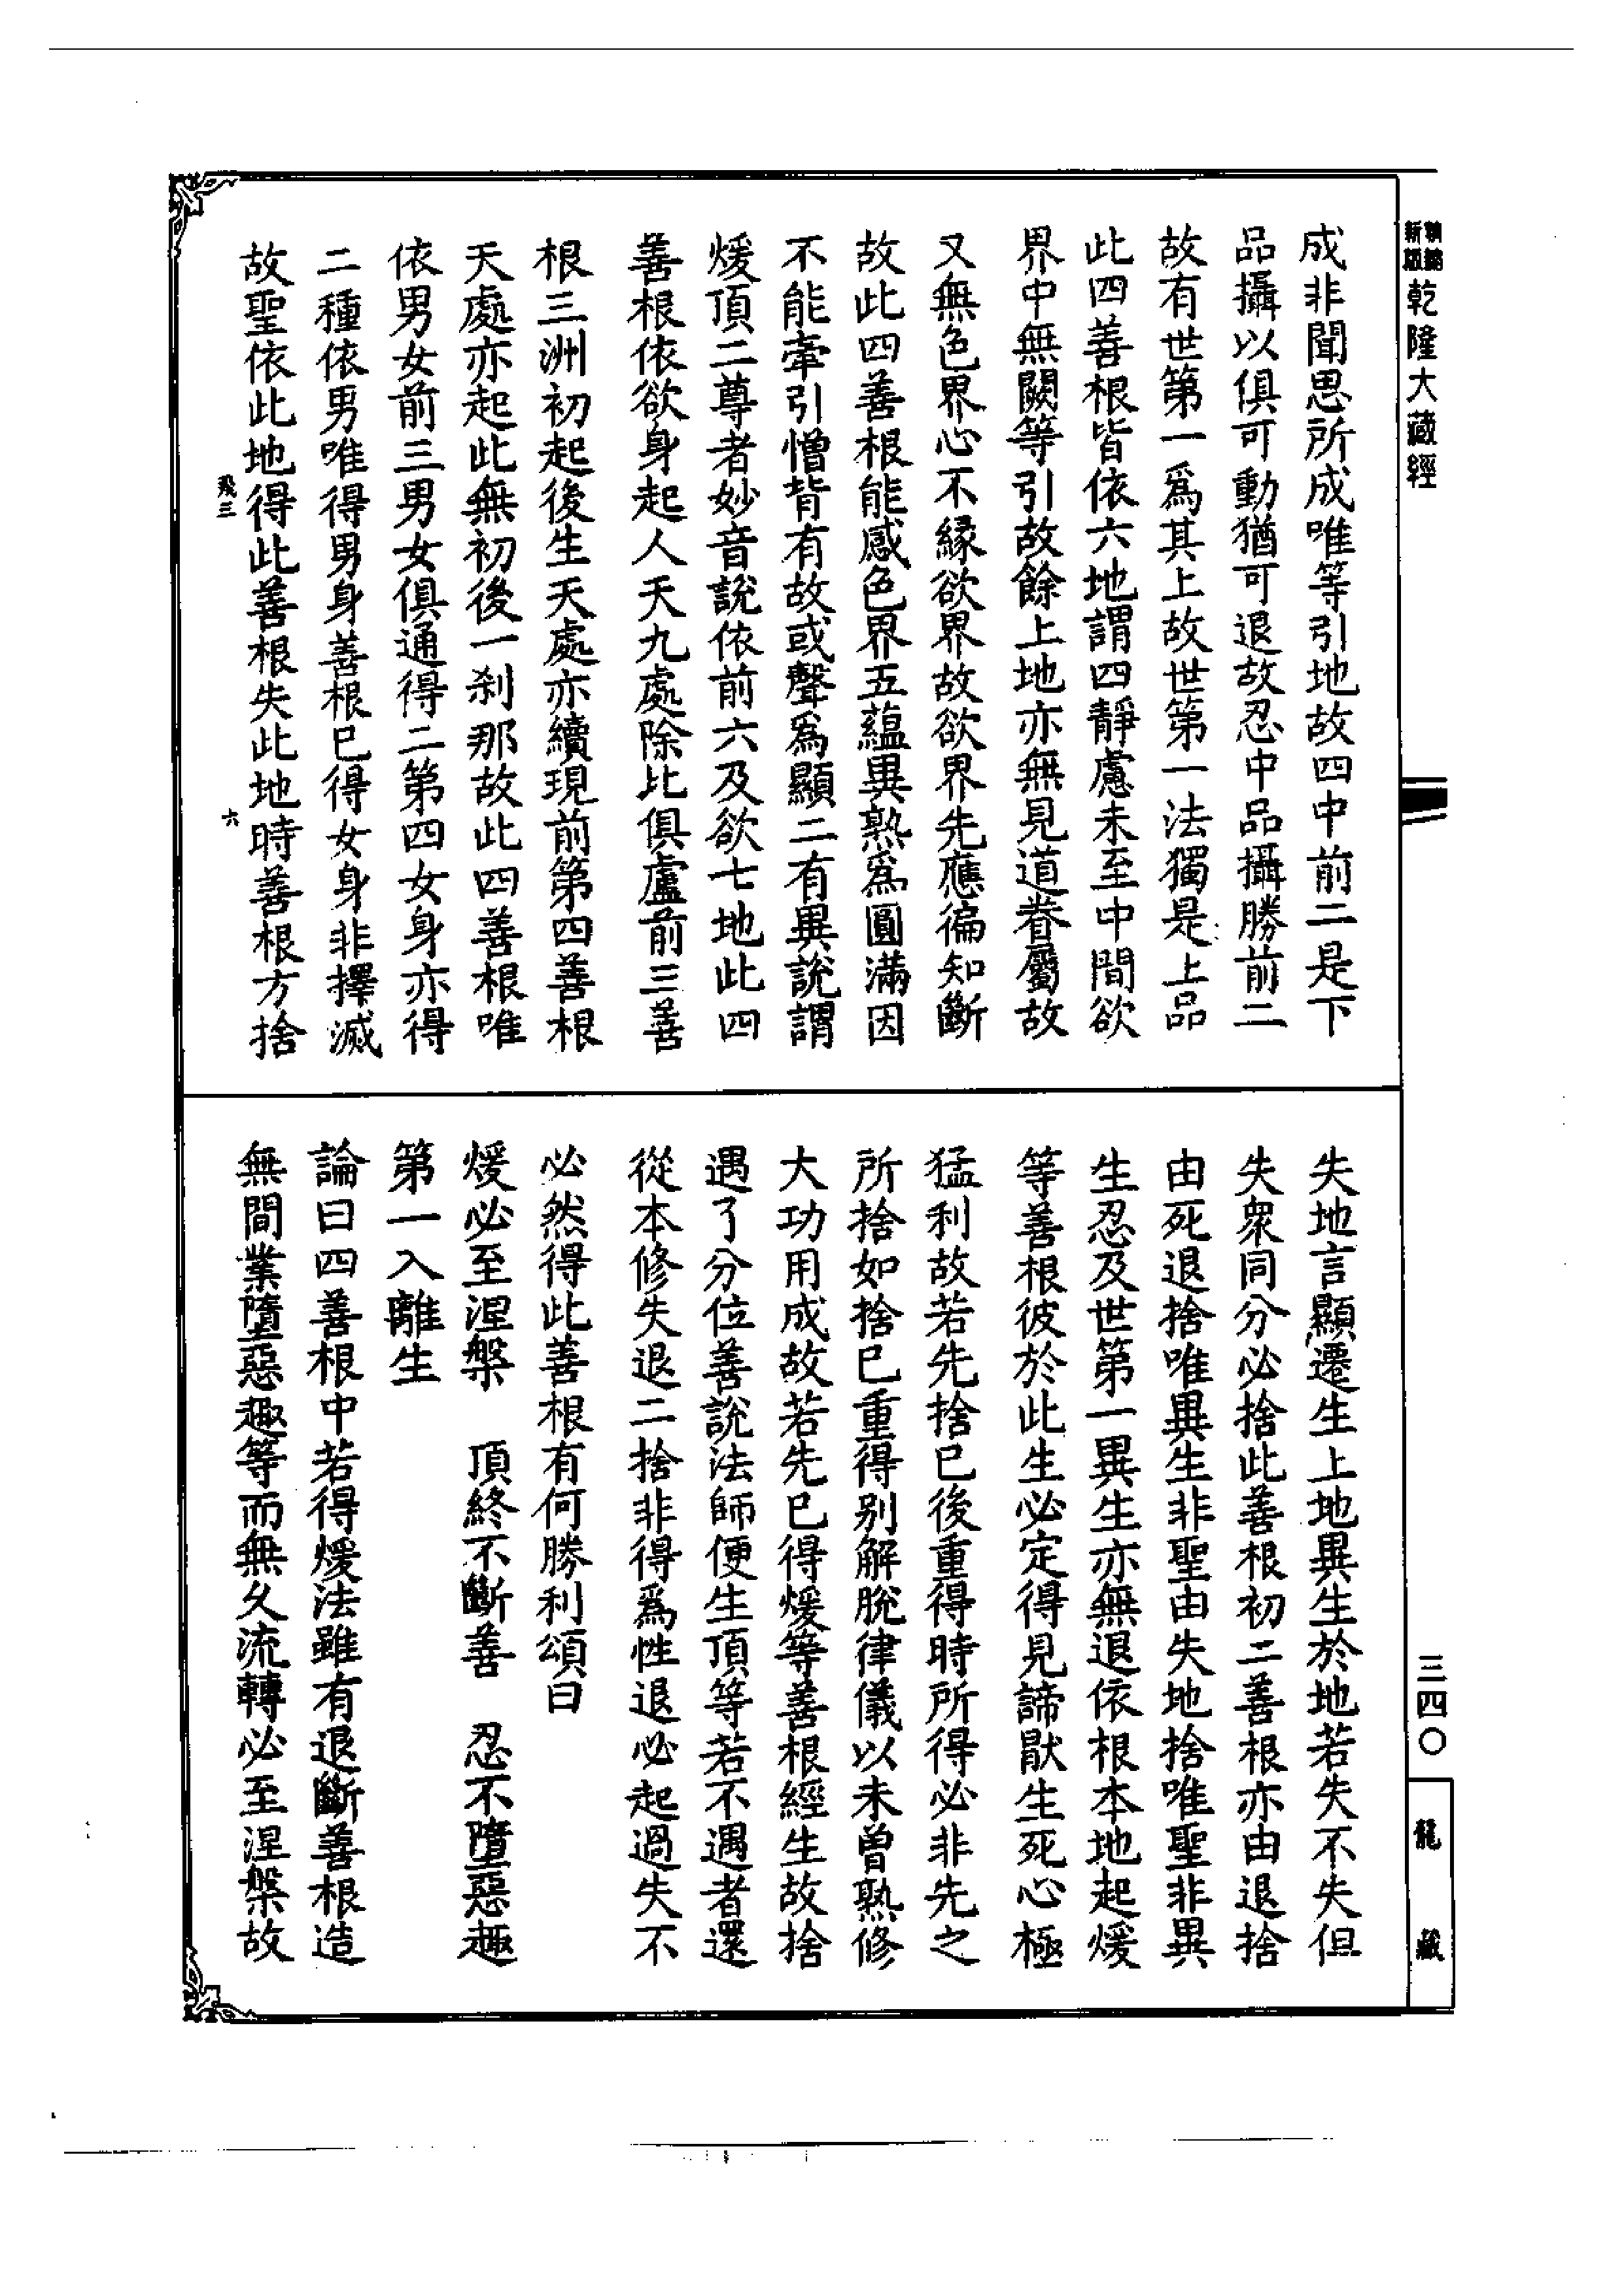 新編縮本乾隆大藏經
成非聞思所成唯等引地故四中前二是下
品攝以俱可動猶可退故忍中品攝勝前二
故有世第一爲其上故世第一法獨是上品
此四善根皆依六地謂四靜慮未至中間欲
界中無闕等引故餘上地亦無見道眷屬故
又無色界心不緣欲界故欲界先應徧知斷
故此四善根能感色界五蘊異熟爲圓滿因
不能牽引憎背有故或聲爲顯二有異說謂
煖頂二尊者妙音說依前六及欲七地此四
善根依欲身起人天九處除北俱盧前三善
根三洲初起後生天處亦續現前第四善根
天處亦起此無初後一刹那故此四善根唯
依男女前三男女俱通得二第四女身亦得
二種依男唯得男身善根已得女身非擇滅
故聖依此地得此善根失此地時善根方捨
飛三
六
失地言顯遷生上地異生於地若失不失但
失衆同分必捨此善根初二善根亦由退捨
由死退捨唯異生非聖由失地捨唯聖非異
生忍及世第一異生亦無退依根本地起煖
等善根彼於此生必定得見諦猒生死心極
猛利故若先捨已後重得時所得必非先之
所捨如捨已重得别解脫律儀以未曾熟修
大功用成故若先已得煖等善根經生故捨
遇了分位善說法師便生頂等若不遇者還
從本修失退二捨非得爲性退必起過失不
必然得此善根有何勝利頌曰
煖必至涅槃　頂終不斷善　忍不墮惡趣
第一入離生
論曰四善根中若得煖法雖有退斷善根造
無間業墮惡趣等而無久流轉必至涅槃故
三四〇
龍藏